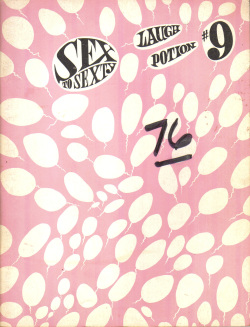 SEX
TO SEXTY
LAUGH
POTION
#9
76